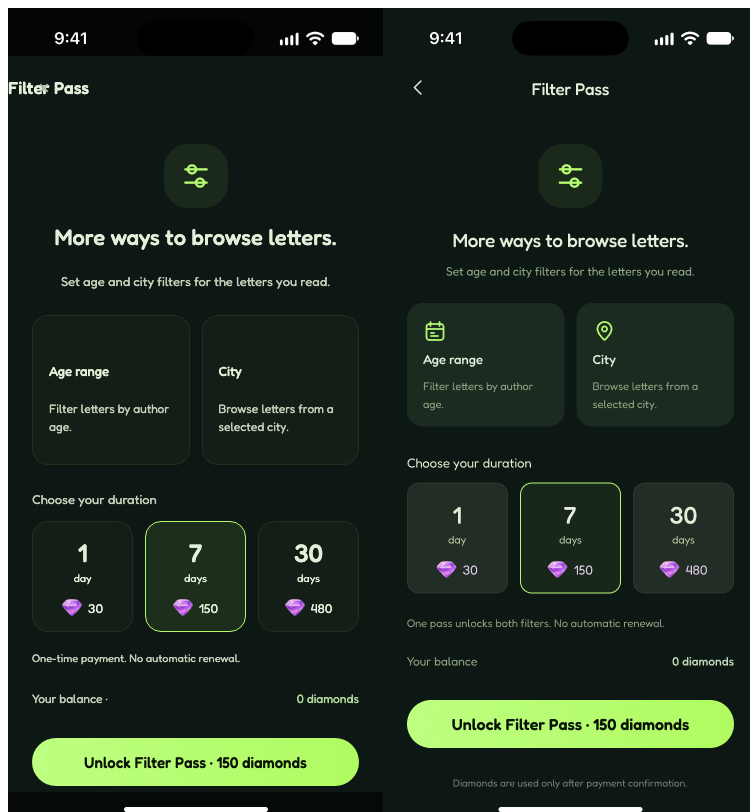 9:41
Filter Pass
More ways to browse letters.
Set age and city filters for the letters you read.
Age range
Filter letters by author
age.
City
Browse letters from a
selected city.
Choose your duration
1
day
30
7
days
150
30
days
480
One-time payment. No automatic renewal.
Your balance ·
0 diamonds
Unlock Filter Pass · 150 diamonds
9:41
Filter Pass
More ways to browse letters.
Set age and city filters for the letters you read.
Age range
Filter letters by author
age.
City
Browse letters from a
selected city.
Choose your duration
1
day
30
7
days
150
30
days
480
One pass unlocks both filters. No automatic renewal.
Your balance
0 diamonds
Unlock Filter Pass · 150 diamonds
Diamonds are used only after payment confirmation.